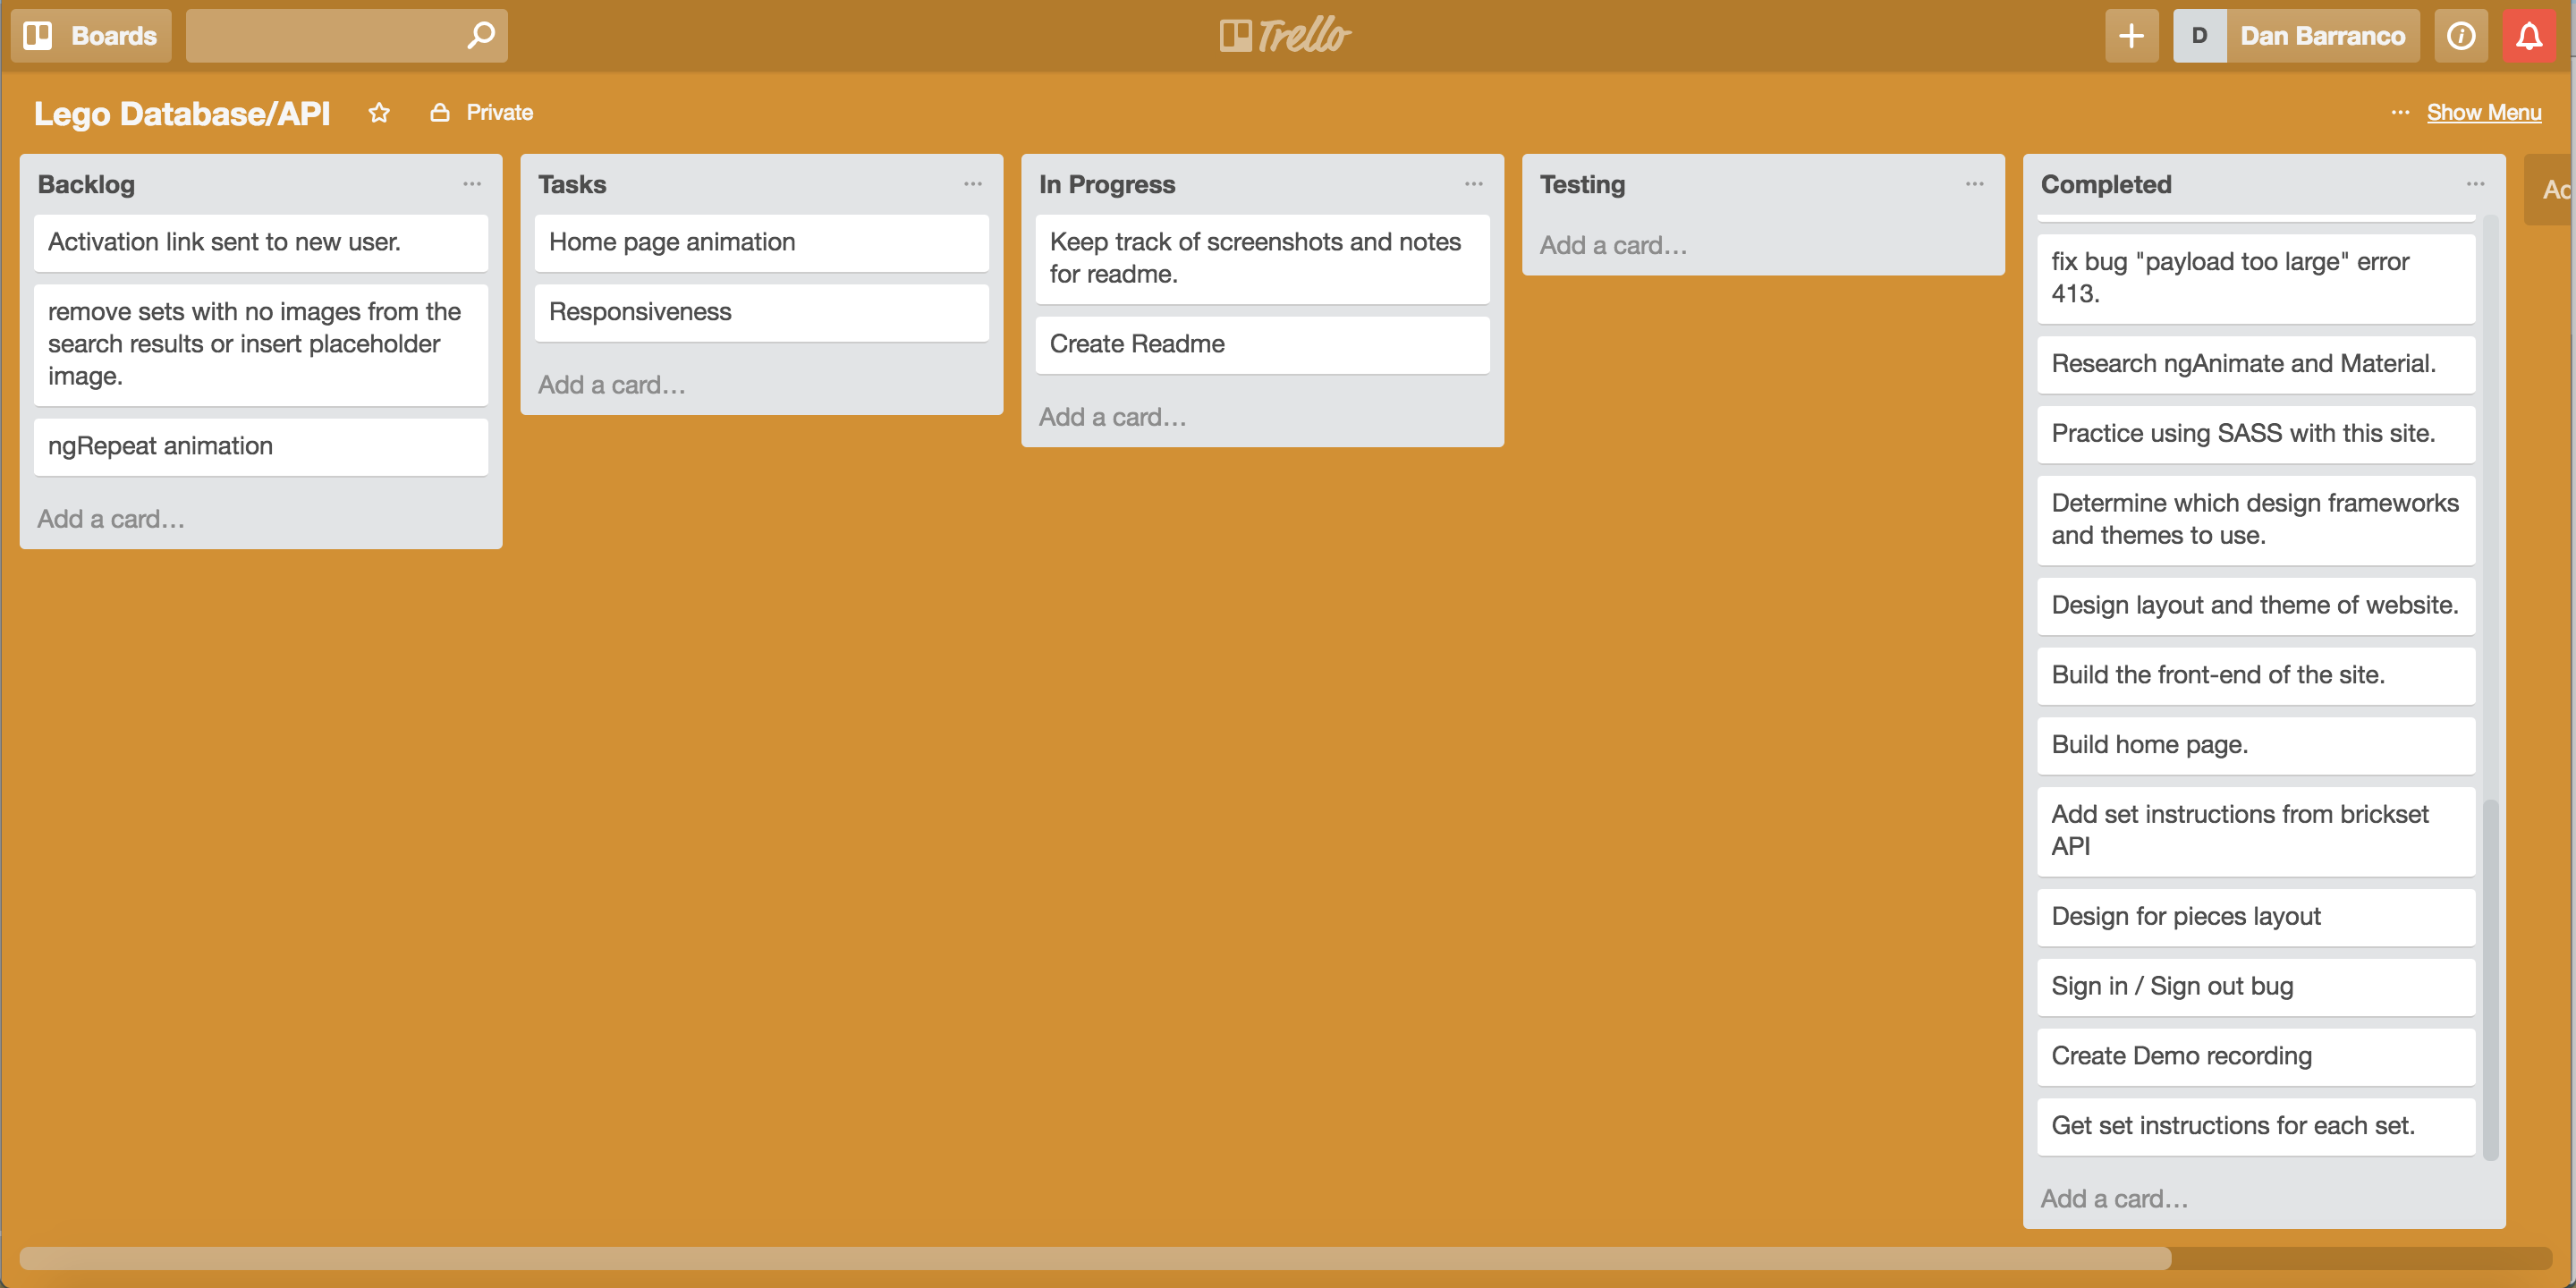 Boards
Trello
D
Dan Barranco
Lego Database/API
Private
... Show Menu
Backlog
...
Activation link sent to new user.
remove sets with no images from the
search results or insert placeholder
image.
ngRepeat animation
Add a card...
Tasks
...
Home page animation
Responsiveness
Add a card...
In Progress
...
Keep track of screenshots and notes
for readme.
Create Readme
Add a card...
Testing
...
Add a card...
Completed
...
fix bug "payload too large" error
413.
Research ngAnimate and Material.
Practice using SASS with this site.
Determine which design frameworks
and themes to use.
Design layout and theme of website.
Build the front-end of the site.
Build home page.
Add set instructions from brickset
API
Design for pieces layout
Sign in / Sign out bug
Create Demo recording
Get set instructions for each set.
Add a card...